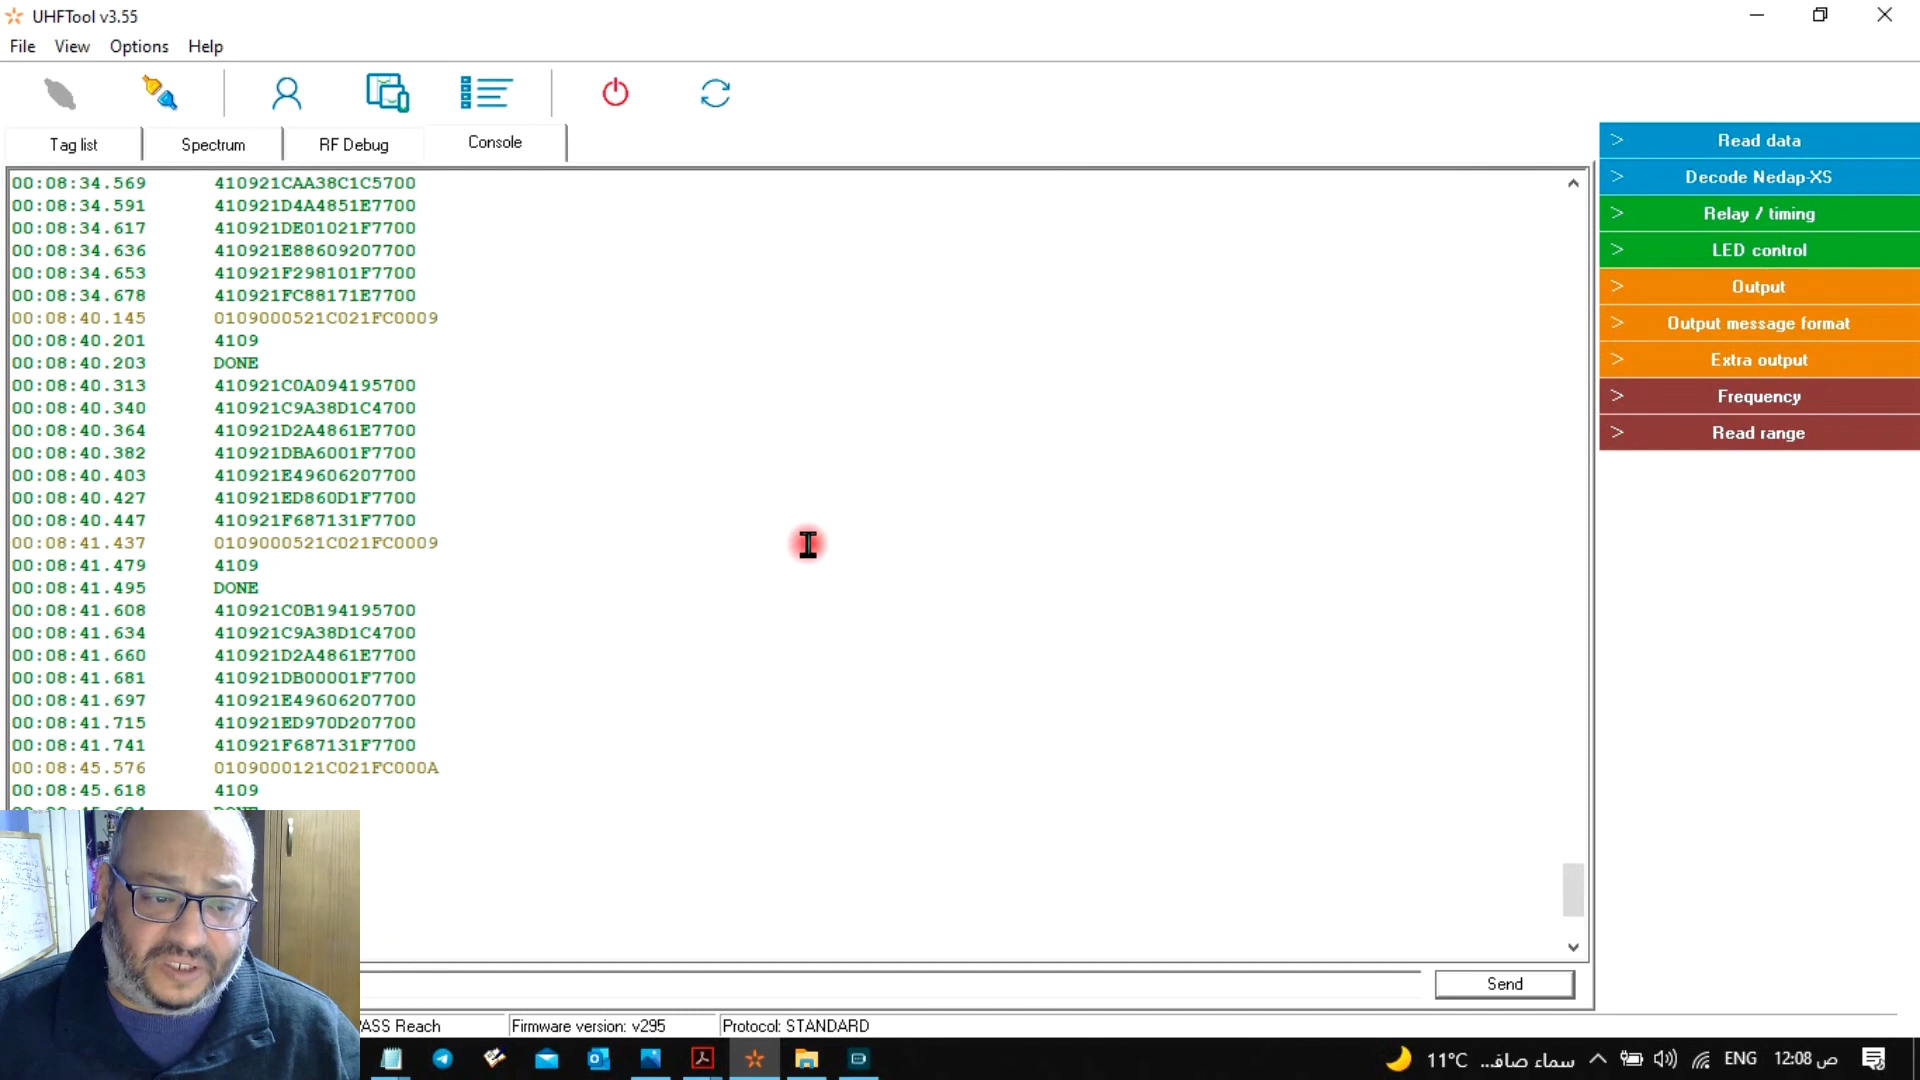 UHFTool v3.55
File View Options Help
Tag list Spectrum RF Debug Console
00:08:34.569 410921CAA38C1C5700
00:08:34.591 410921D4A4851E7700
00:08:34.617 410921DE01021F7700
00:08:34.636 410921E88609207700
00:08:34.653 410921F298101F7700
00:08:34.678 410921FC88171E7700
00:08:40.145 0109000521C021FC0009
00:08:40.201 4109
00:08:40.203 DONE
00:08:40.313 410921C0A094195700
00:08:40.340 410921C9A38D1C4700
00:08:40.364 410921D2A4861E7700
00:08:40.382 410921DBA6001F7700
00:08:40.403 410921E49606207700
00:08:40.427 410921ED860D1F7700
00:08:40.447 410921F687131F7700
00:08:41.437 0109000521C021FC0009
00:08:41.479 4109
00:08:41.495 DONE
00:08:41.608 410921C0B194195700
00:08:41.634 410921C9A38D1C4700
00:08:41.660 410921D2A4861E7700
00:08:41.681 410921DB00001F7700
00:08:41.697 410921E49606207700
00:08:41.715 410921ED970D207700
00:08:41.741 410921F687131F7700
00:08:45.576 0109000121C021FC000A
00:08:45.618 4109
> Read data
> Decode Nedap-XS
> Relay / timing
> LED control
> Output
> Output message format
> Extra output
> Frequency
> Read range
Send
PASS Reach Firmware version: v295 Protocol: STANDARD
11°C سماء صافـ... ENG 12:08 ص